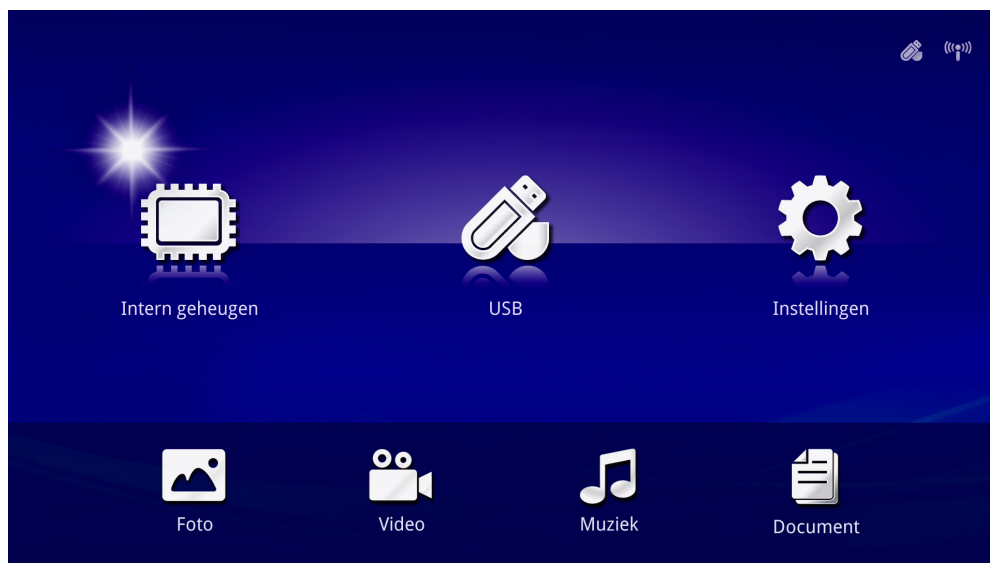 Intern geheugen
USB
Instellingen
Foto
Video
Muziek
Document